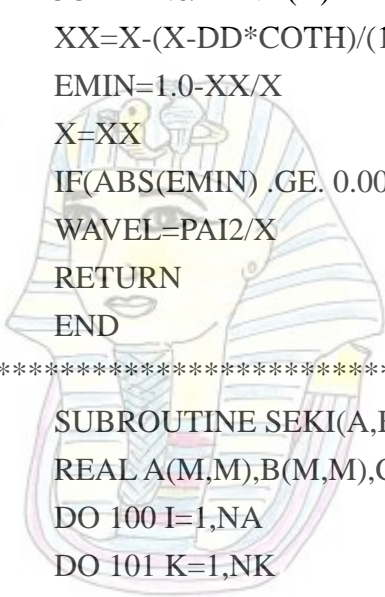 XX=X-(X-DD*COTH)/(1
EMIN=1.0-XX/X
X=XX
IF(ABS(EMIN) .GE. 0.00
WAVEL=PAI2/X
RETURN
END
******************************
SUBROUTINE SEKI(A,B
REAL A(M,M),B(M,M),C
DO 100 I=1,NA
DO 101 K=1,NK